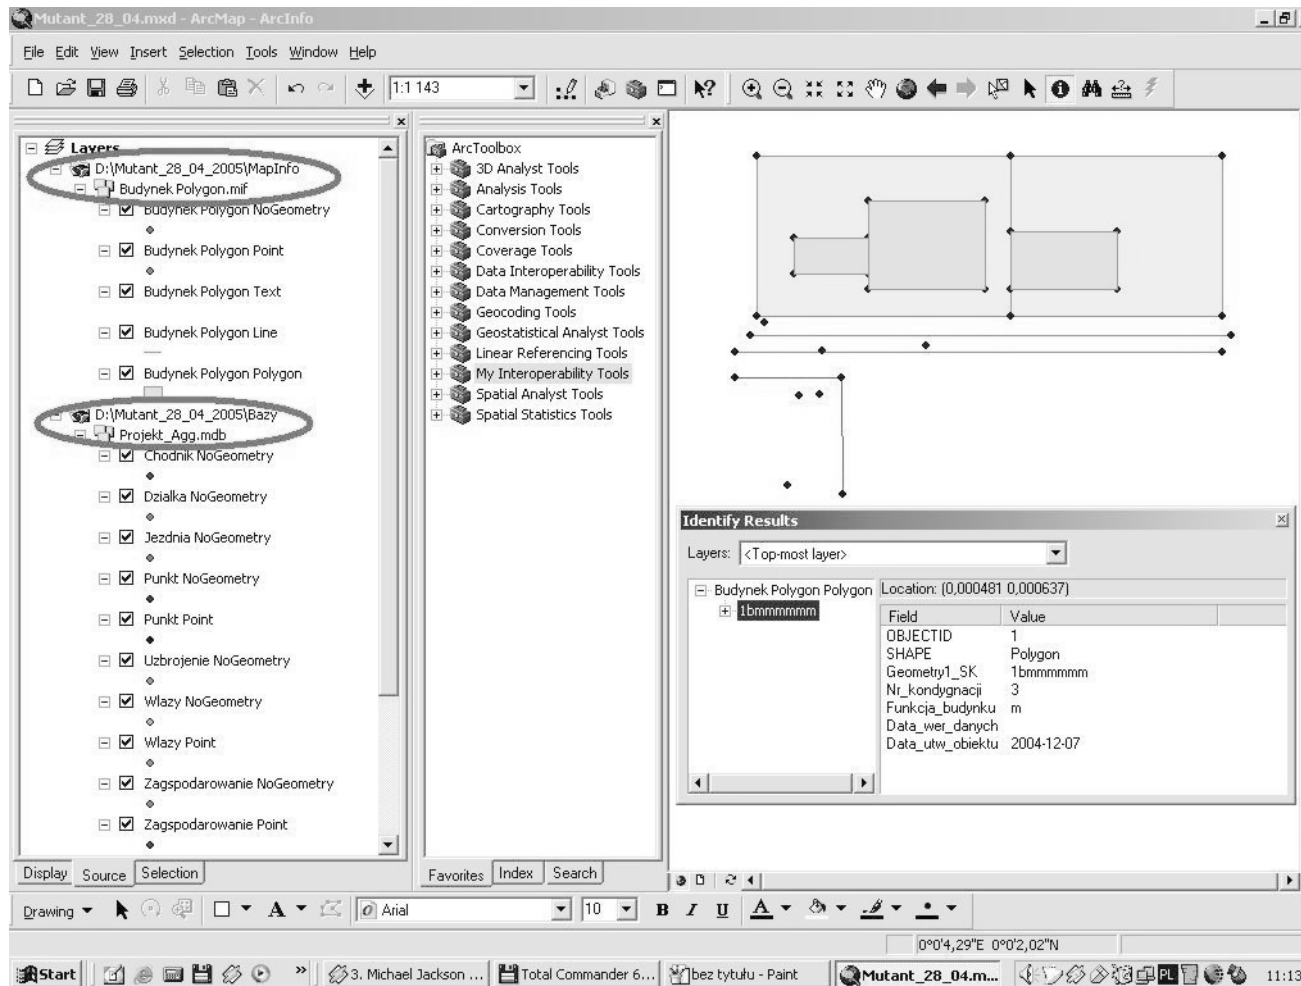 Mutant_28_04.mxd - ArcMap - ArcInfo
File Edit View Insert Selection Tools Window Help
1:1 143
Layers
D:\Mutant_28_04_2005\MapInfo
Budynek Polygon.mif
Budynek Polygon NoGeometry
Budynek Polygon Point
Budynek Polygon Text
Budynek Polygon Line
Budynek Polygon Polygon
D:\Mutant_28_04_2005\Bazy
Projekt_Agg.mdb
Chodnik NoGeometry
Dzialka NoGeometry
Jezdnia NoGeometry
Punkt NoGeometry
Punkt Point
Uzbrojenie NoGeometry
Wlazy NoGeometry
Wlazy Point
Zagspodarowanie NoGeometry
Zagspodarowanie Point
Display Source Selection
ArcToolbox
3D Analyst Tools
Analysis Tools
Cartography Tools
Conversion Tools
Coverage Tools
Data Interoperability Tools
Data Management Tools
Geocoding Tools
Geostatistical Analyst Tools
Linear Referencing Tools
My Interoperability Tools
Spatial Analyst Tools
Spatial Statistics Tools
Favorites Index Search
Identify Results
Layers: <Top-most layer>
Budynek Polygon Polygon
1bmmmmmm
Location: (0,000481 0,000637)
Field Value
OBJECTID 1
SHAPE Polygon
Geometry1_SK 1bmmmmmm
Nr_kondygnacji 3
Funkcja_budynku m
Data_wer_danych
Data_utw_obiektu 2004-12-07
Drawing A Arial 10 B I U A
0°0'4,29"E 0°0'2,02"N
Start » 3. Michael Jackson ... Total Commander 6... bez tytułu - Paint Mutant_28_04.m... PL 11:13